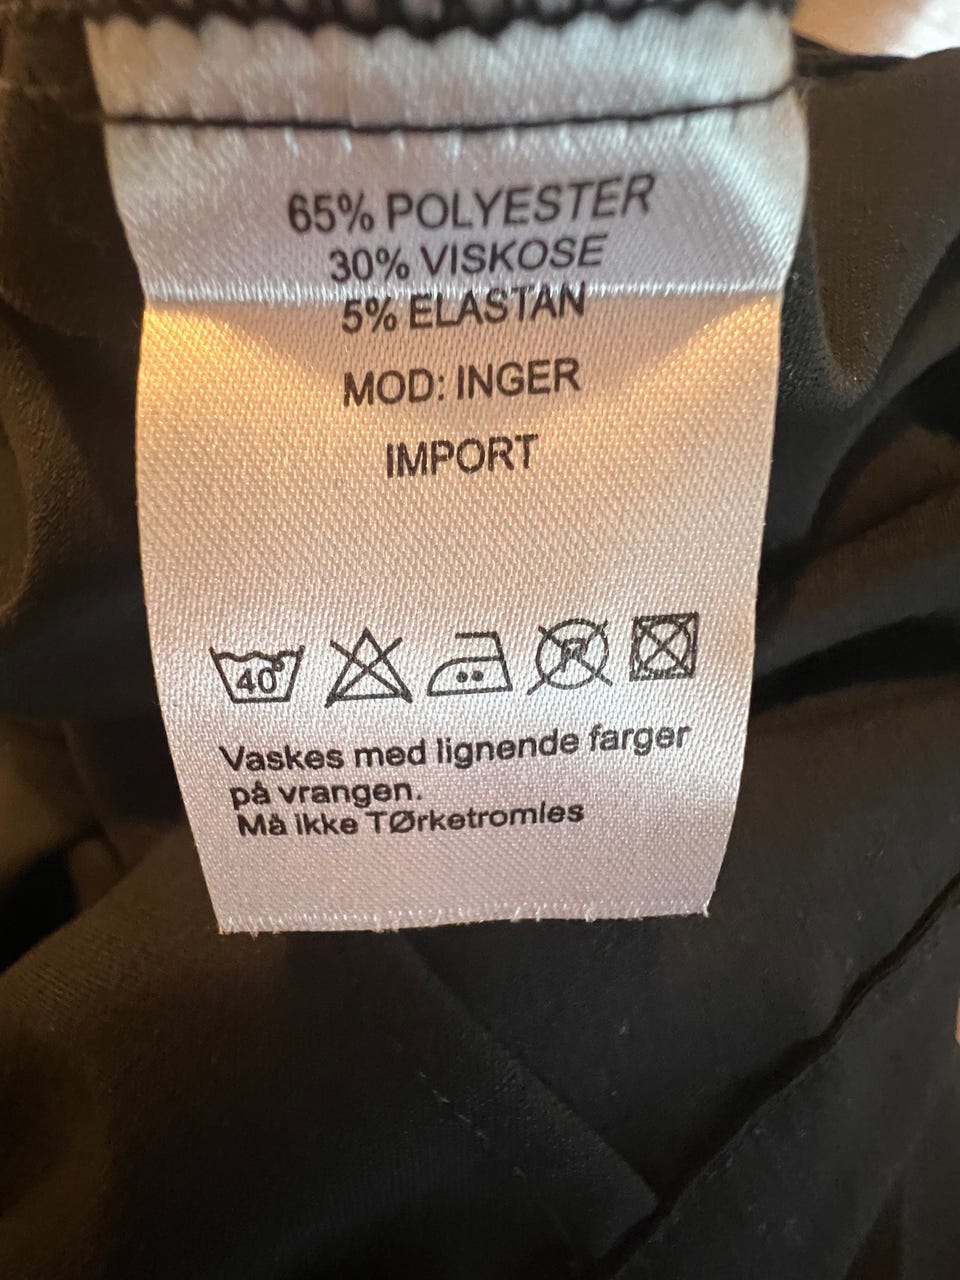 65% POLYESTER
30% VISKOSE
5% ELASTAN
MOD: INGER
IMPORT
40° P
Vaskes med lignende farger
på vrangen.
Må ikke TØrketromles